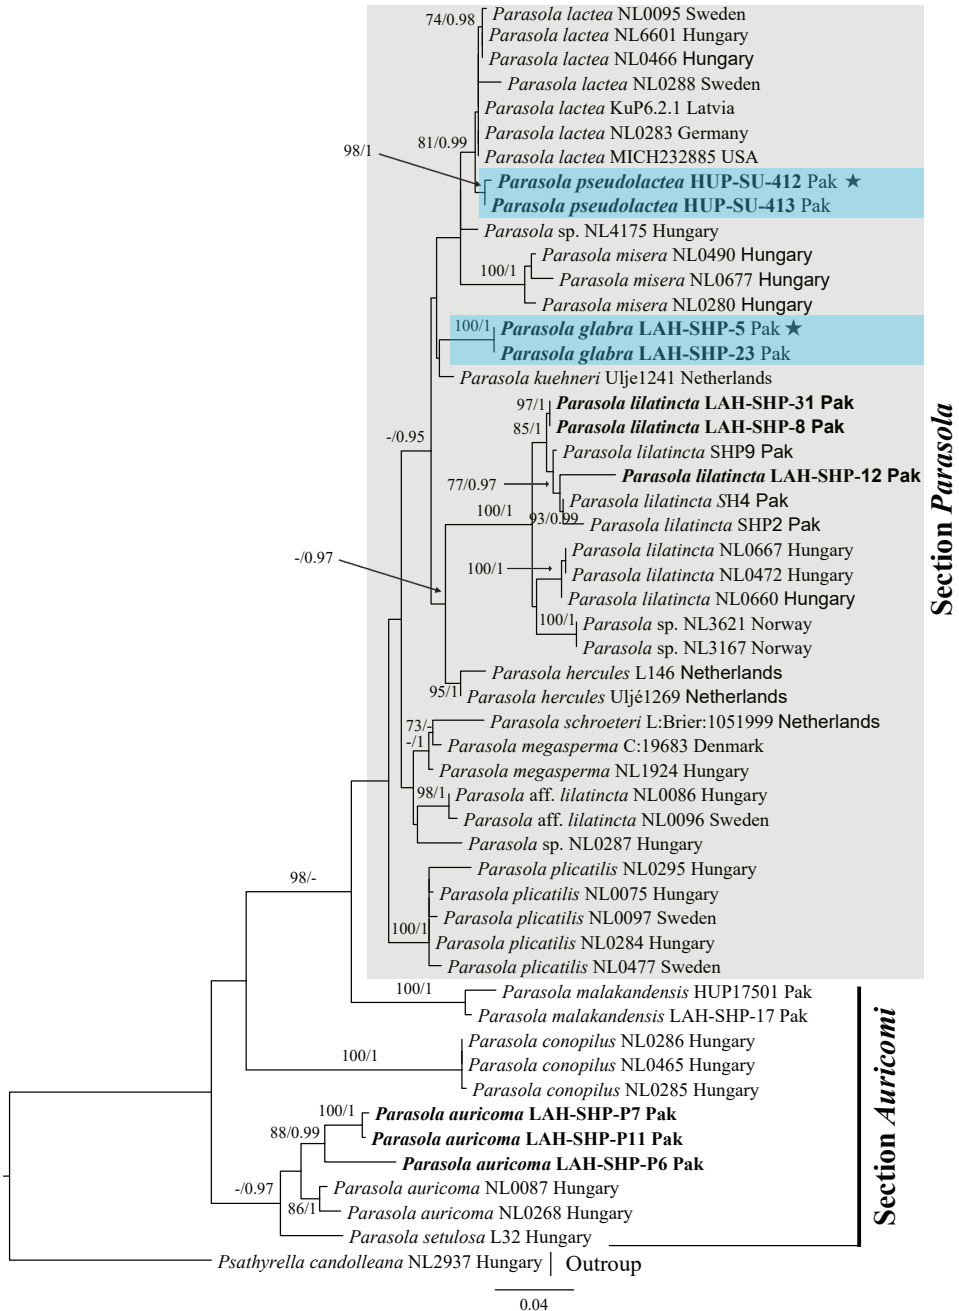 74/0.98
Parasola lactea NL0095 Sweden
Parasola lactea NL6601 Hungary
Parasola lactea NL0466 Hungary
Parasola lactea NL0288 Sweden
Parasola lactea KuP6.2.1 Latvia
81/0.99
Parasola lactea NL0283 Germany
98/1
Parasola lactea MICH232885 USA
Parasola pseudolactea HUP-SU-412 Pak ★
Parasola pseudolactea HUP-SU-413 Pak
Parasola sp. NL4175 Hungary
Parasola misera NL0490 Hungary
100/1
Parasola misera NL0677 Hungary
Parasola misera NL0280 Hungary
100/1
Parasola glabra LAH-SHP-5 Pak ★
Parasola glabra LAH-SHP-23 Pak
Parasola kuehneri Ulje1241 Netherlands
97/1
Parasola lilatincta LAH-SHP-31 Pak
85/1
Parasola lilatincta LAH-SHP-8 Pak
-/0.95
Parasola lilatincta SHP9 Pak
77/0.97
Parasola lilatincta LAH-SHP-12 Pak
Parasola lilatincta SH4 Pak
100/1
93/0.99
Parasola lilatincta SHP2 Pak
-/0.97
Parasola lilatincta NL0667 Hungary
100/1
Parasola lilatincta NL0472 Hungary
Parasola lilatincta NL0660 Hungary
100/1
Parasola sp. NL3621 Norway
Parasola sp. NL3167 Norway
Parasola hercules L146 Netherlands
95/1
Parasola hercules Uljé1269 Netherlands
73/-
Parasola schroeteri L:Brier:1051999 Netherlands
-/1
Parasola megasperma C:19683 Denmark
Parasola megasperma NL1924 Hungary
98/1
Parasola aff. lilatincta NL0086 Hungary
Parasola aff. lilatincta NL0096 Sweden
Parasola sp. NL0287 Hungary
98/-
Parasola plicatilis NL0295 Hungary
Parasola plicatilis NL0075 Hungary
Parasola plicatilis NL0097 Sweden
100/1
Parasola plicatilis NL0284 Hungary
Parasola plicatilis NL0477 Sweden
Section Parasola
100/1
Parasola malakandensis HUP17501 Pak
Parasola malakandensis LAH-SHP-17 Pak
Parasola conopilus NL0286 Hungary
100/1
Parasola conopilus NL0465 Hungary
Parasola conopilus NL0285 Hungary
100/1
Parasola auricoma LAH-SHP-P7 Pak
88/0.99
Parasola auricoma LAH-SHP-P11 Pak
Parasola auricoma LAH-SHP-P6 Pak
-/0.97
Parasola auricoma NL0087 Hungary
86/1
Parasola auricoma NL0268 Hungary
Parasola setulosa L32 Hungary
Section Auricomi
Psathyrella candolleana NL2937 Hungary
Outroup
0.04